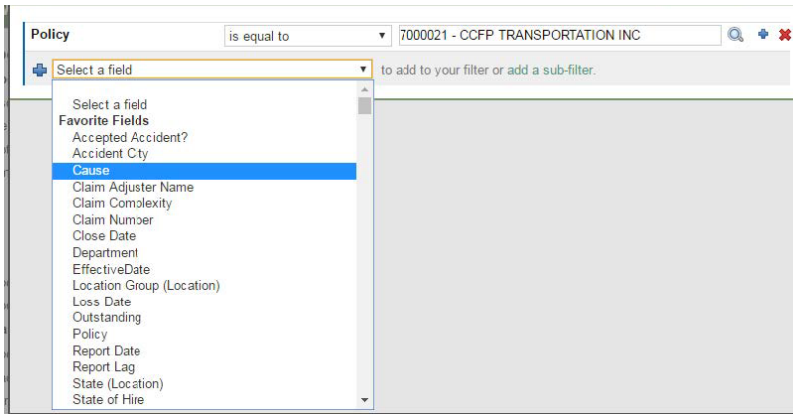 Policy is equal to 7000021 - CCFP TRANSPORTATION INC
Select a field to add to your filter or add a sub-filter.
Select a field
Favorite Fields
Accepted Accident?
Accident City
Cause
Claim Adjuster Name
Claim Complexity
Claim Number
Close Date
Department
EffectiveDate
Location Group (Location)
Loss Date
Outstanding
Policy
Report Date
Report Lag
State (Location)
State of Hire